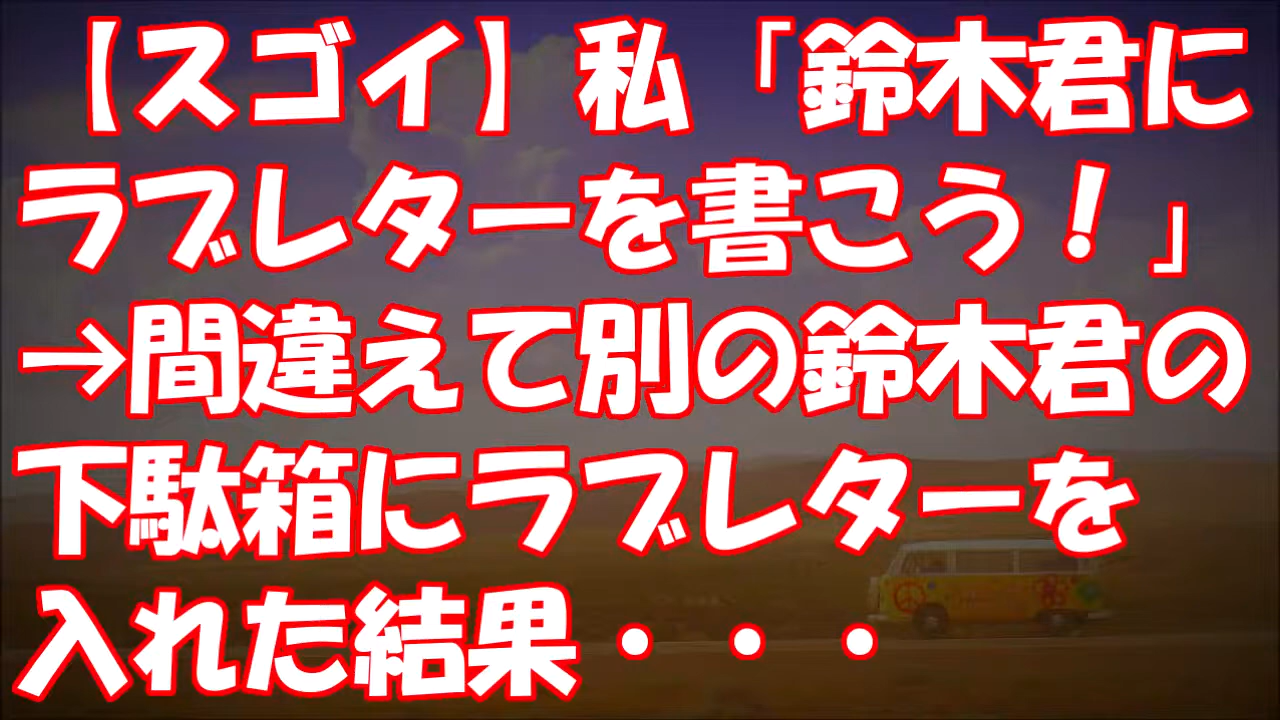 【スゴイ】私「鈴木君に
ラブレターを書こう！」
→間違えて別の鈴木君の
下駄箱にラブレターを
入れた結果・・・